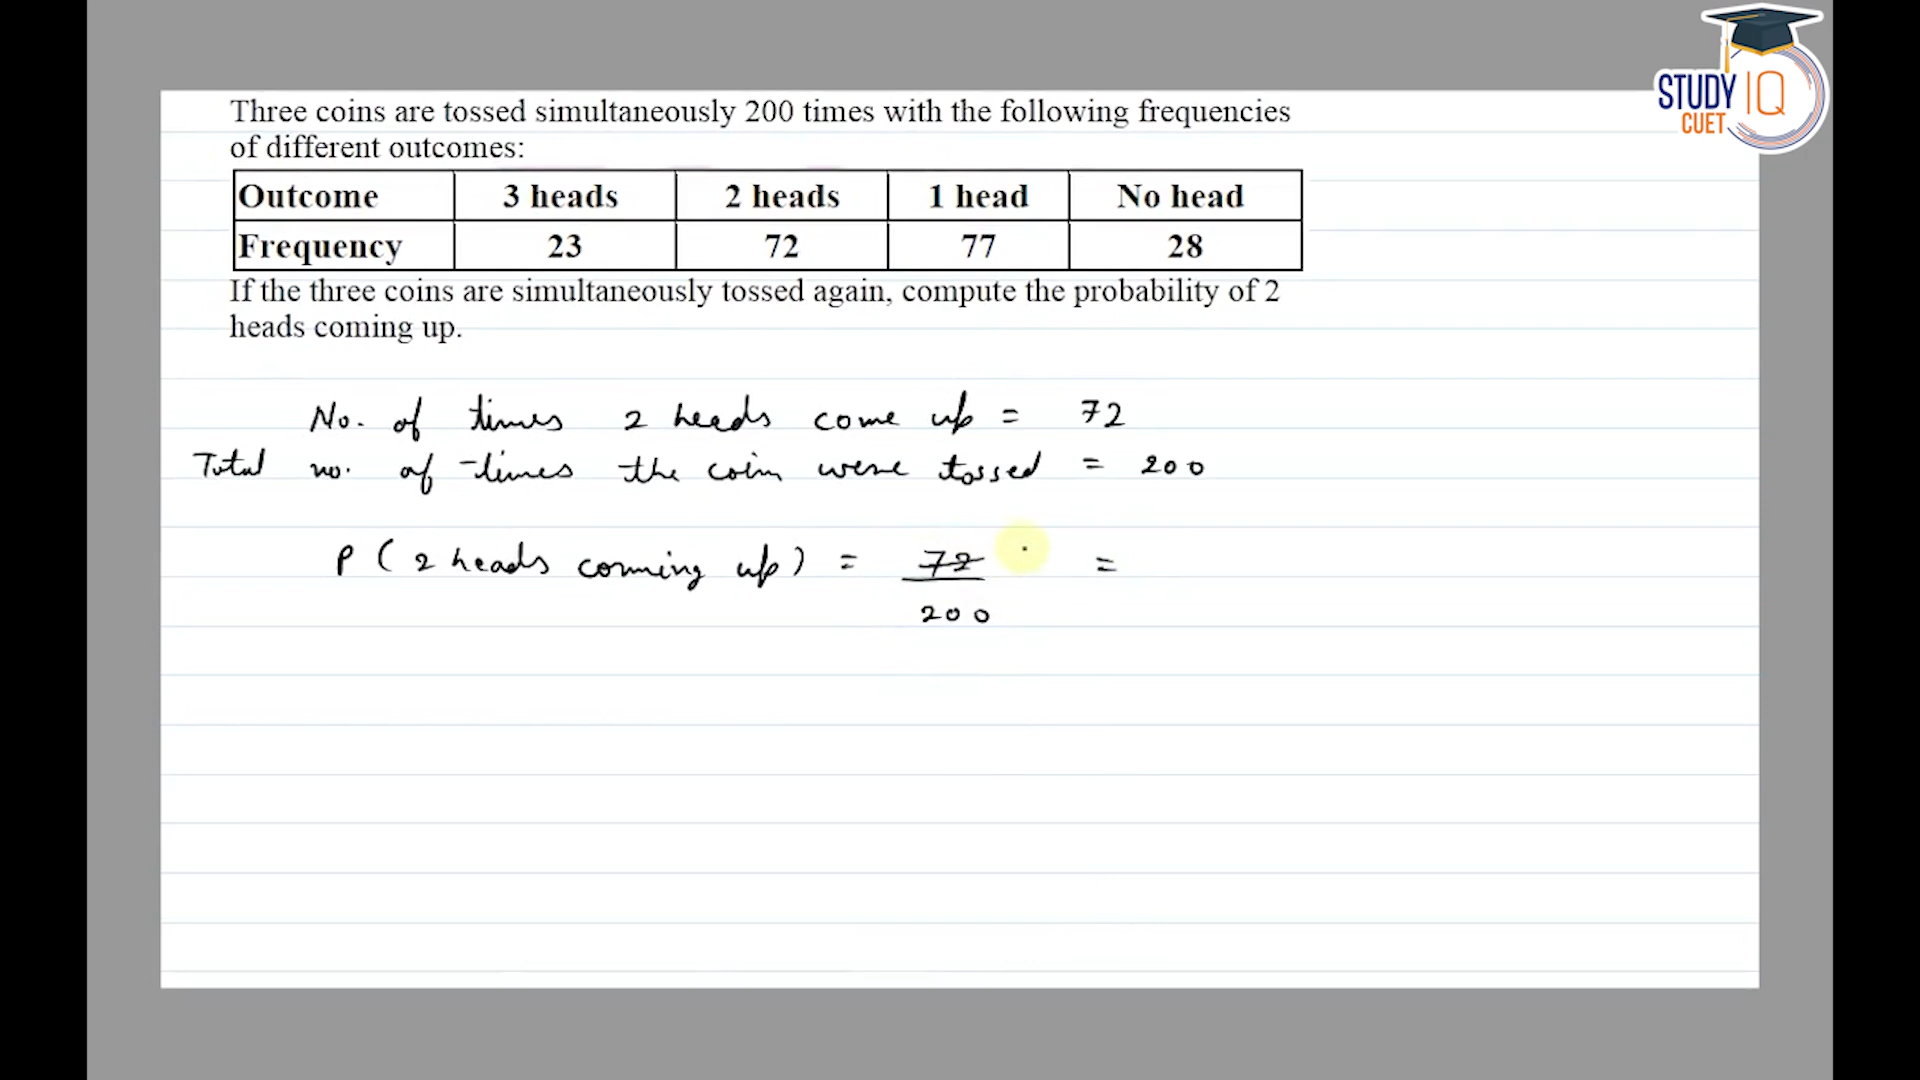 STUDY IQ
CUET
Three coins are tossed simultaneously 200 times with the following frequencies
of different outcomes:
Outcome 3 heads 2 heads 1 head No head
Frequency 23 72 77 28
If the three coins are simultaneously tossed again, compute the probability of 2
heads coming up.
No. of times 2 heads come up = 72
Total no. of times the coin were tossed = 200
P ( 2 heads coming up ) = 72 =
200